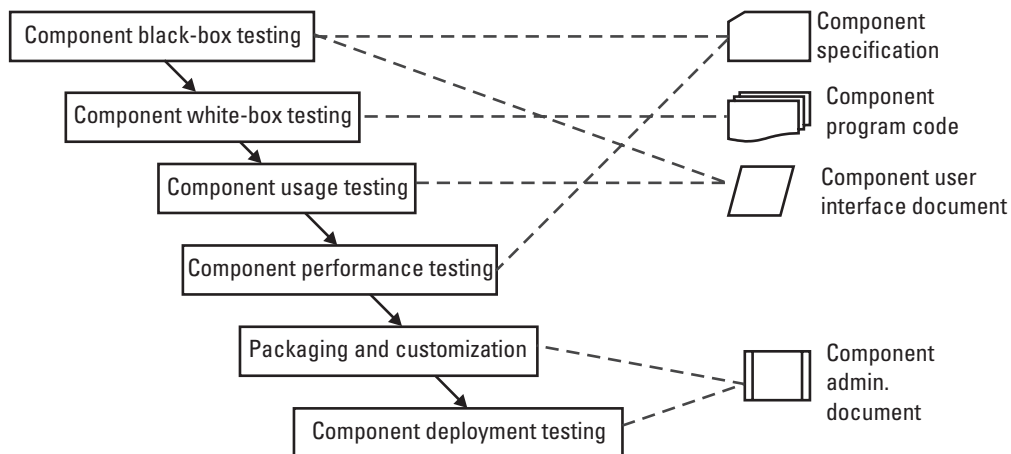 Component black-box testing
Component
specification
Component white-box testing
Component
program code
Component usage testing
Component user
interface document
Component performance testing
Packaging and customization
Component
admin.
document
Component deployment testing